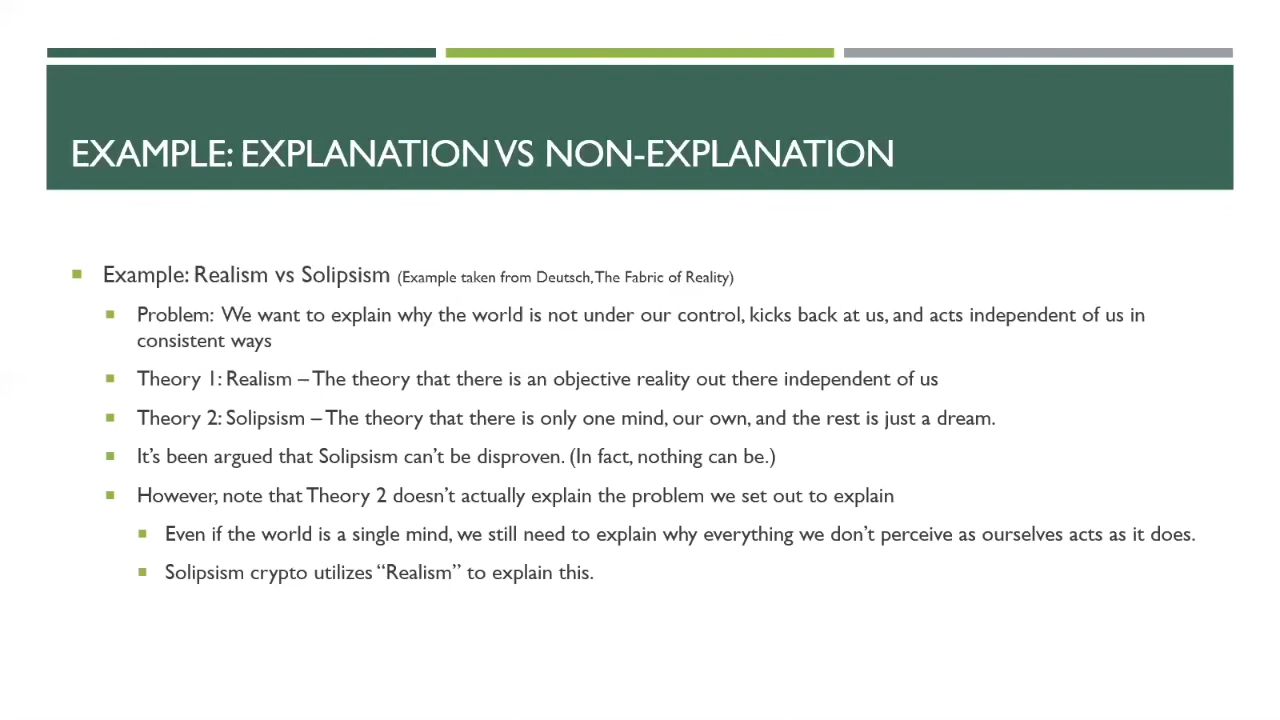 EXAMPLE: EXPLANATION VS NON-EXPLANATION
Example: Realism vs Solipsism (Example taken from Deutsch, The Fabric of Reality)
Problem: We want to explain why the world is not under our control, kicks back at us, and acts independent of us in
consistent ways
Theory 1: Realism – The theory that there is an objective reality out there independent of us
Theory 2: Solipsism – The theory that there is only one mind, our own, and the rest is just a dream.
It's been argued that Solipsism can't be disproven. (In fact, nothing can be.)
However, note that Theory 2 doesn't actually explain the problem we set out to explain
Even if the world is a single mind, we still need to explain why everything we don't perceive as ourselves acts as it does.
Solipsism crypto utilizes “Realism” to explain this.